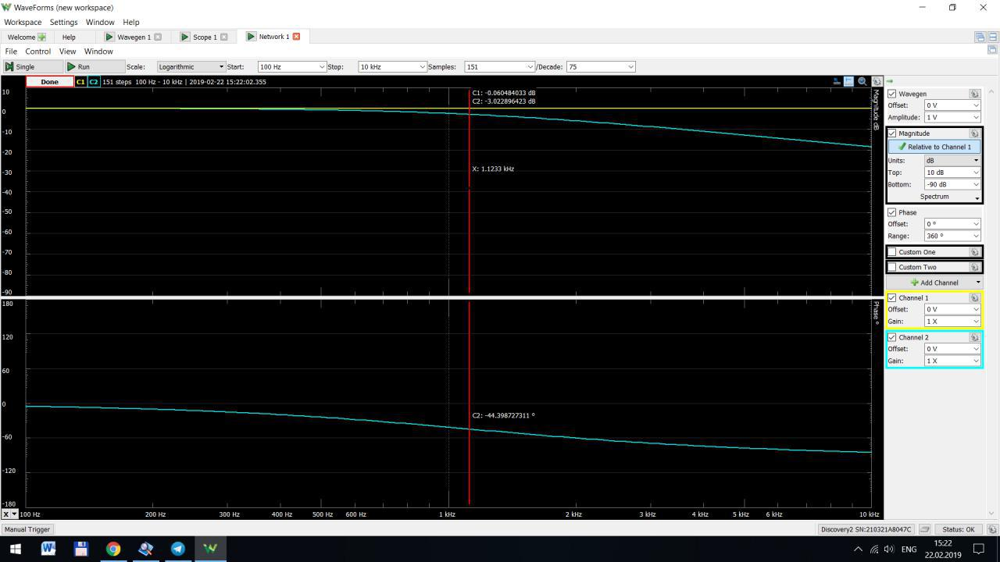 WaveForms (new workspace)
Workspace Settings Window Help
Welcome Help Wavegen 1 Scope 1 Network 1
File Control View Window
Single Run Scale: Logarithmic Start: 100 Hz Stop: 10 kHz Samples: 151 /Decade: 75
Done C1 C2 151 steps 100 Hz - 10 kHz | 2019-02-22 15:22:02.355
C1: -0.060484033 dB
C2: -3.022896423 dB
X: 1.1233 kHz
Magnitude dB
10
0
-10
-20
-30
-40
-50
-60
-70
-80
-90
180
120
60
0
-60
-120
-180
Phase º
C2: -44.398727311 º
X 100 Hz 200 Hz 300 Hz 500 Hz 600 Hz 1 kHz 2 kHz 3 kHz 5 kHz 6 kHz 10 kHz
Wavegen
Offset: 0 V
Amplitude: 1 V
Magnitude
Relative to Channel 1
Units: dB
Top: 10 dB
Bottom: -90 dB
Spectrum
Phase
Offset: 0 º
Range: 360 º
Custom One
Custom Two
Add Channel
Channel 1
Offset: 0 V
Gain: 1 X
Channel 2
Offset: 0 V
Gain: 1 X
Manual Trigger Discovery2 SN:210321A8047C Status: OK
ENG
15:22
22.02.2019